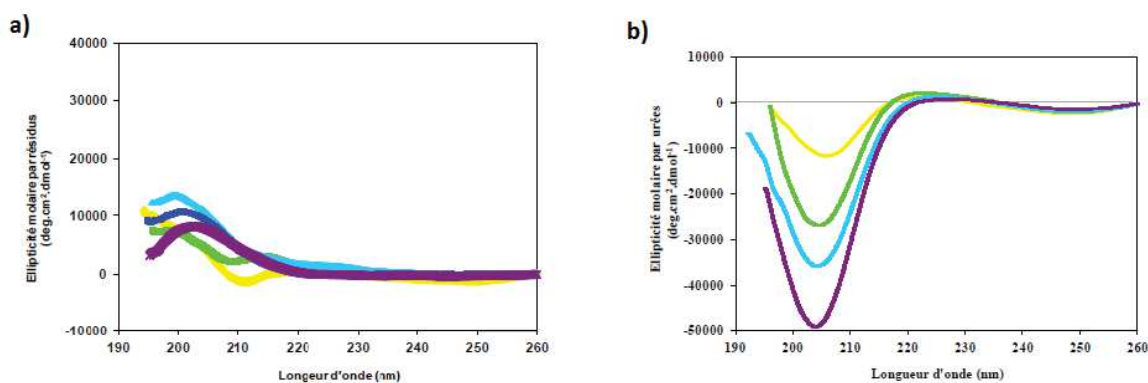 a)
40000
30000
20000
10000
0
-10000
190 200 210 220 230 240 250 260
Longeur d'onde (nm)
Ellipticité molaire par résidus
(deg.cm².dmol⁻¹)
b)
10000
0
-10000
-20000
-30000
-40000
-50000
190 200 210 220 230 240 250 260
Longueur d'onde (nm)
Ellipticité molaire par urées
(deg.cm².dmol⁻¹)